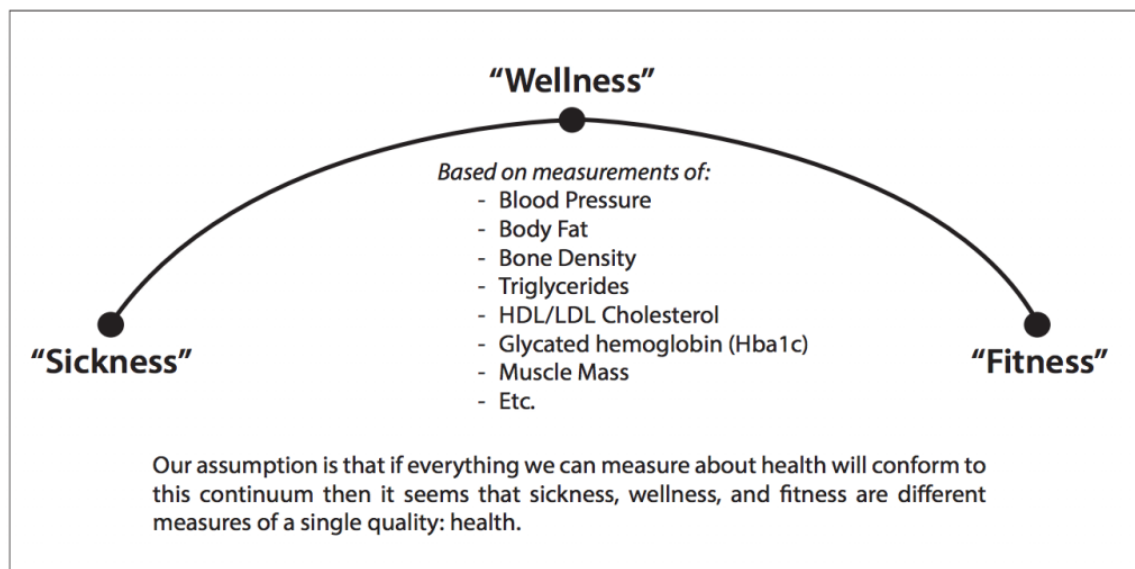 “Wellness”
Based on measurements of:
- Blood Pressure
- Body Fat
- Bone Density
- Triglycerides
- HDL/LDL Cholesterol
- Glycated hemoglobin (Hba1c)
- Muscle Mass
- Etc.
“Sickness”
“Fitness”
Our assumption is that if everything we can measure about health will conform to
this continuum then it seems that sickness, wellness, and fitness are different
measures of a single quality: health.